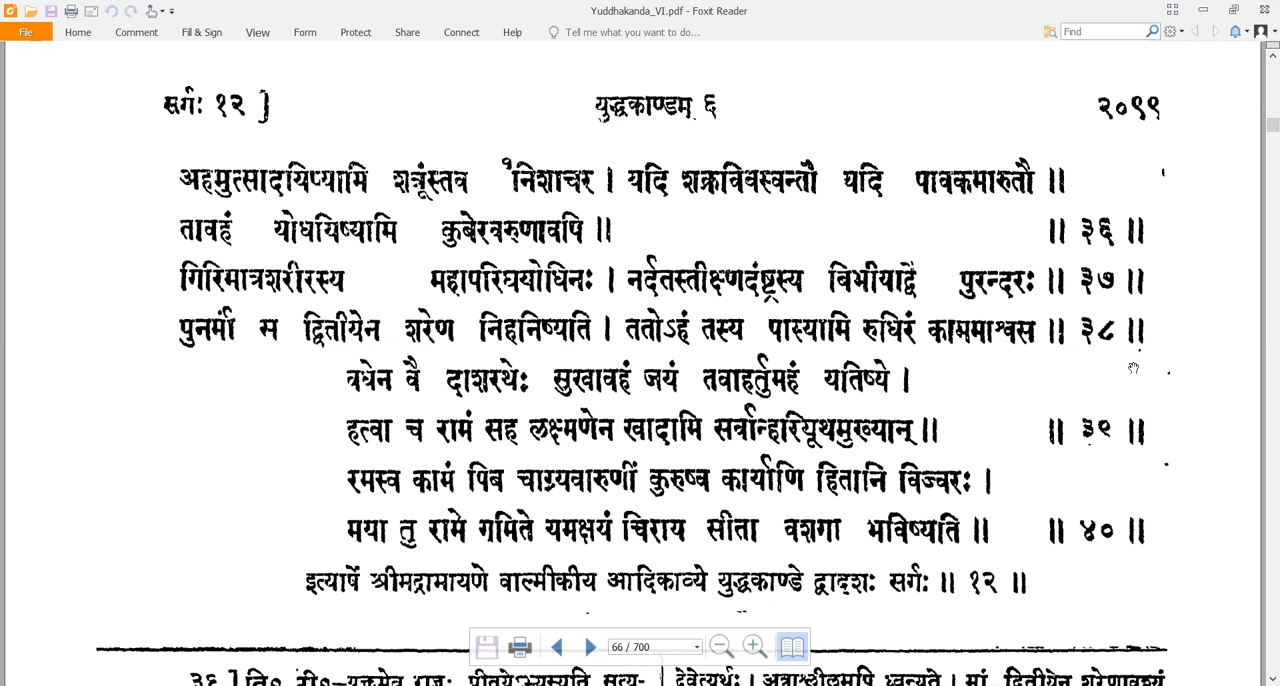 Yuddhakanda_VI.pdf - Foxit Reader
File Home Comment Fill & Sign View Form Protect Share Connect Help Tell me what you want to do... Find
सर्गः १२ ] युद्धकाण्डम् ६ २०९९
अहमुत्सादयिष्यामि शत्रूंस्तव १निशाचर । यदि शक्रविवस्वन्तौ यदि पावकमारुतौ ॥
तावहं योधयिष्यामि कुबेरवरुणावपि ॥ ॥ ३६ ॥
गिरिमात्रशरीरस्य महापरिघयोधिनः । नर्दतस्तीक्ष्णदंष्ट्रस्य बिभीयाद्वै पुरन्दरः ॥ ३७ ॥
पुनर्मां स द्वितीयेन शरेण निहनिष्यति । ततोऽहं तस्य पास्यामि रुधिरं काममाश्वस ॥ ३८ ॥
वधेन वै दाशरथेः सुखावहं जयं तवाहर्तुमहं यतिष्ये ।
हत्वा च रामं सह लक्ष्मणेन खादामि सर्वान्हरियूथमुख्यान् ॥ ॥ ३९ ॥
रमस्व कामं पिब चाग्र्यवारुणीं कुरुष्व कार्याणि हितानि विज्वरः ।
मया तु रामे गमिते यमक्षयं चिराय सीता वशगा भविष्यति ॥ ॥ ४० ॥
इत्यार्षे श्रीमद्रामायणे वाल्मीकीय आदिकाव्ये युद्धकाण्डे द्वादशः सर्गः ॥ १२ ॥
66 / 700